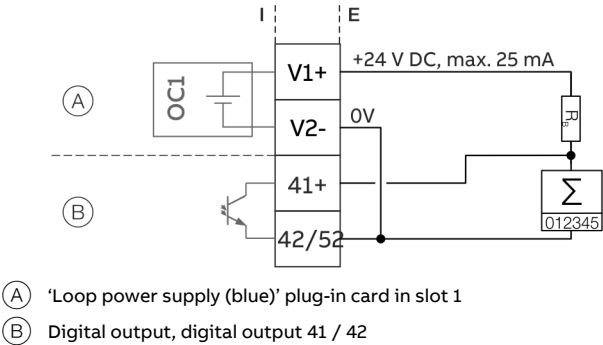 I E
OC1
V1+
+24 V DC, max. 25 mA
A
V2-
0V
RB
41+
B
42/52
Σ
012345
A 'Loop power supply (blue)' plug-in card in slot 1
B Digital output, digital output 41 / 42